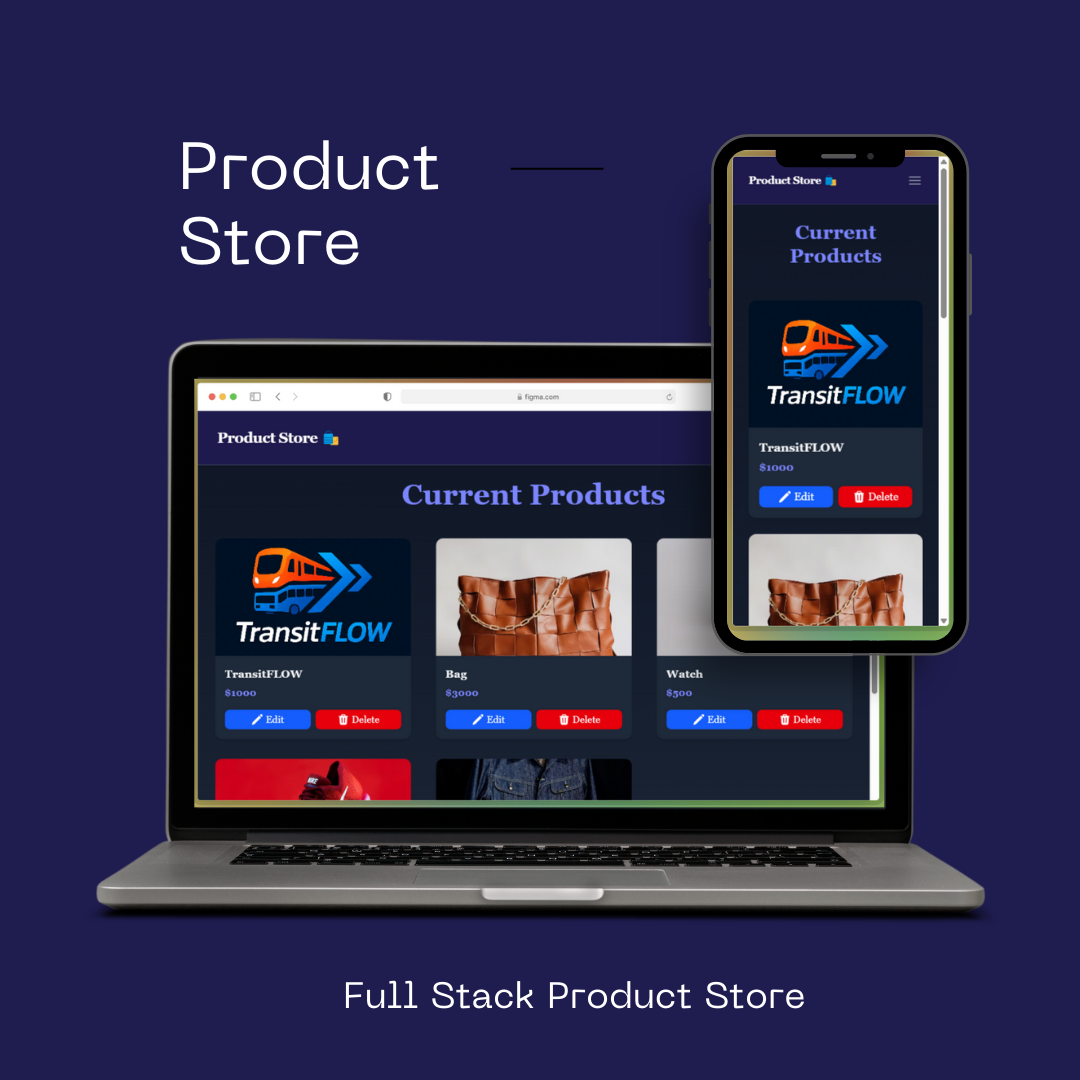 Product
Store
Product Store
Current
Products
TransitFLOW
TransitFLOW
$1000
Edit
Delete
figma.com
Product Store
Current Products
TransitFLOW
TransitFLOW
$1000
Edit
Delete
Bag
$3000
Edit
Delete
Watch
$500
Edit
Delete
NIKE
Full Stack Product Store